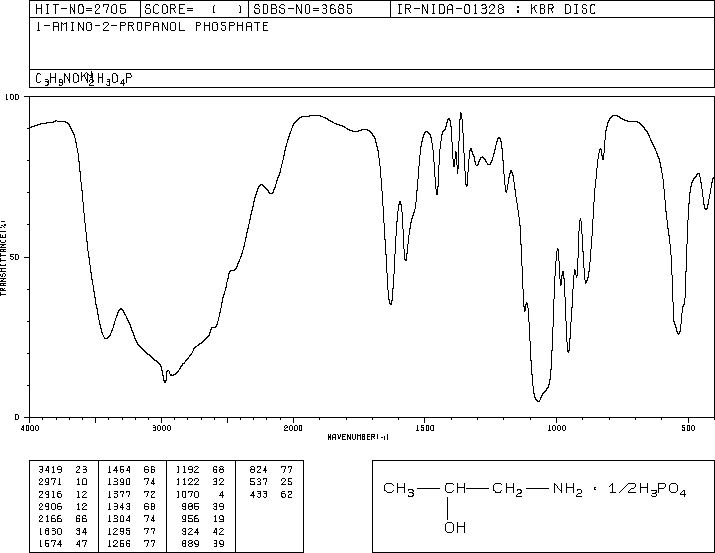 HIT-NO=2705 SCORE= ( ) SDBS-NO=3685 IR-NIDA-01328 : KBR DISC
1-AMINO-2-PROPANOL PHOSPHATE
100
TRANSMITTANCE(%)
50
0
4000 3000 2000 1500 1000 500
WAVENUMBER(-1)
3419 23 1454 66 1192 68 824 77
2971 10 1390 74 1122 32 537 25
2916 12 1377 72 1070 4 433 62
2906 12 1343 68 985 39
2166 66 1304 74 956 19
1630 34 1295 77 924 42
1574 47 1256 77 889 39
CH3 CH CH2 NH2 · 1/2H3PO4
OH